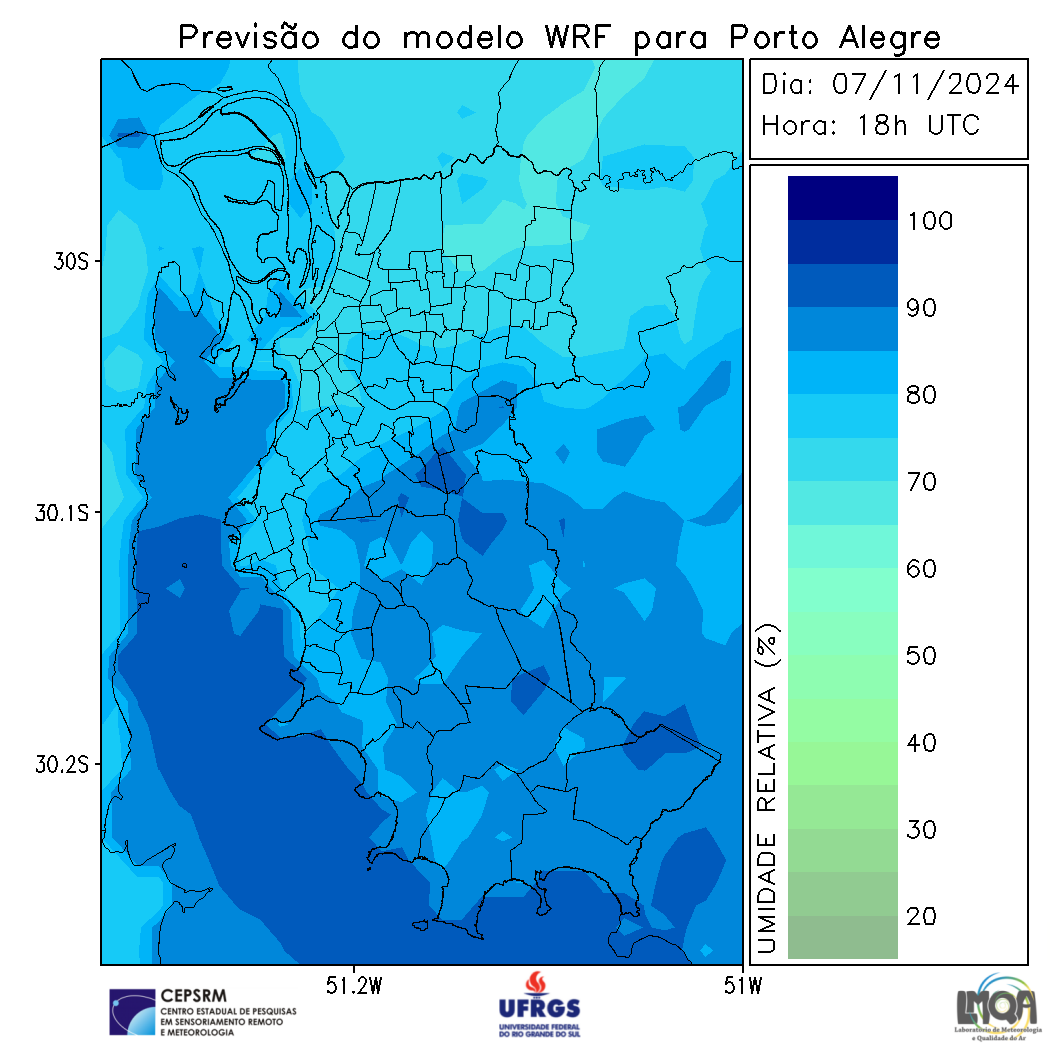 Previsão do modelo WRF para Porto Alegre
Dia: 07/11/2024
Hora: 18h UTC
30S
30.1S
30.2S
51.2W
51W
100
90
80
70
60
50
40
30
20
UMIDADE RELATIVA (%)
CEPSRM
CENTRO ESTADUAL DE PESQUISAS
EM SENSORIAMENTO REMOTO
E METEOROLOGIA
UFRGS
UNIVERSIDADE FEDERAL
DO RIO GRANDE DO SUL
LMQA
Laboratório de Meteorologia
e Qualidade do Ar